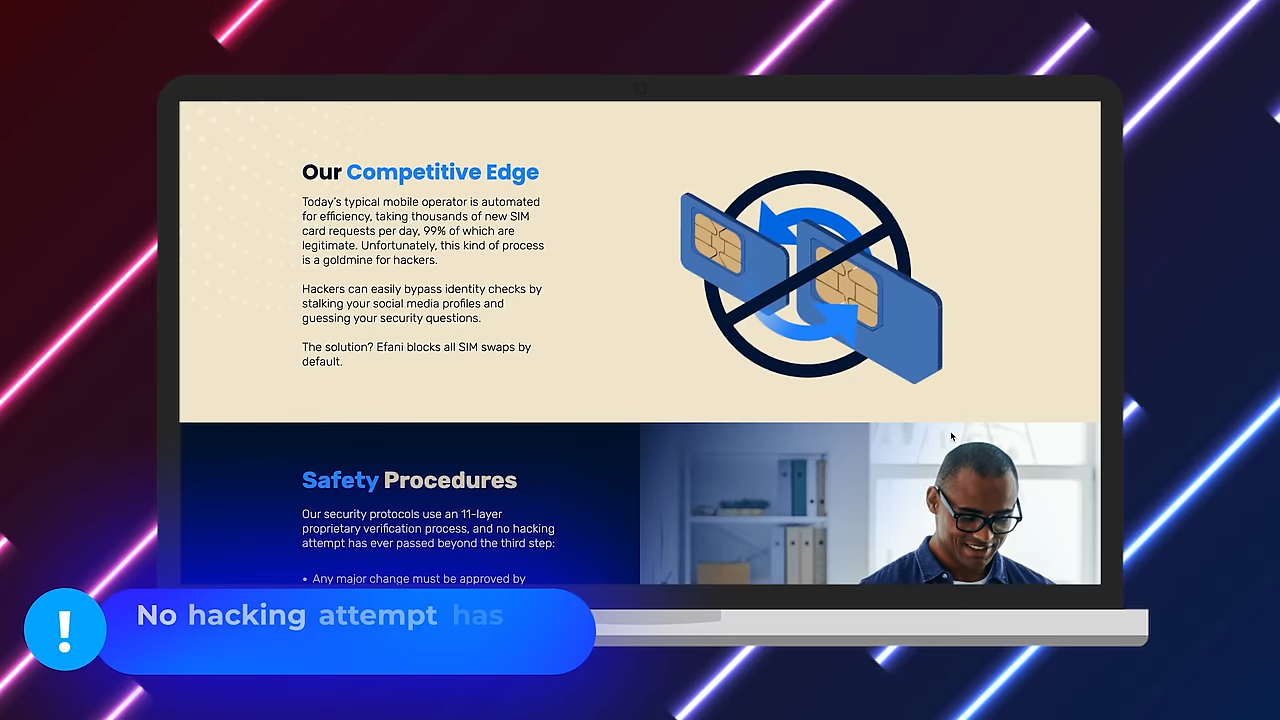 Our Competitive Edge
Today's typical mobile operator is automated
for efficiency, taking thousands of new SIM
card requests per day, 99% of which are
legitimate. Unfortunately, this kind of process
is a goldmine for hackers.
Hackers can easily bypass identity checks by
stalking your social media profiles and
guessing your security questions.
The solution? Efani blocks all SIM swaps by
default.
Safety Procedures
Our security protocols use an 11-layer
proprietary verification process, and no hacking
attempt has ever passed beyond the third step:
• Any major change must be approved by
! No hacking attempt has